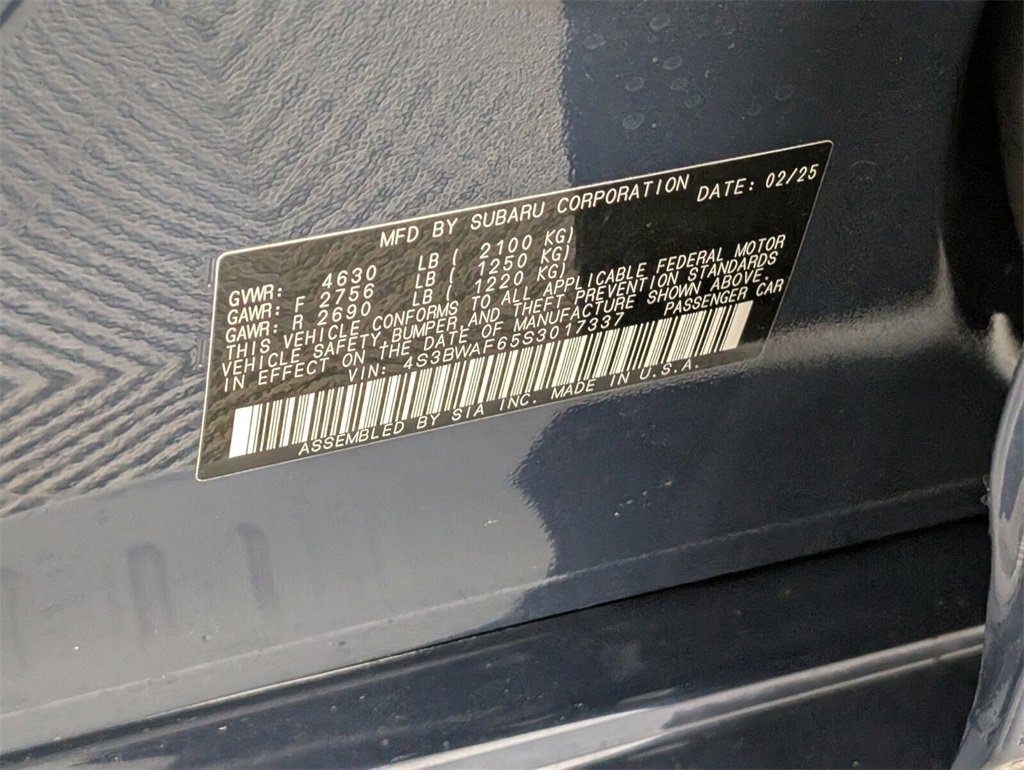 MFD BY SUBARU CORPORATION DATE: 02/25
GVWR: 4630 LB ( 2100 KG)
GAWR: F 2756 LB ( 1250 KG)
GAWR: R 2690 LB ( 1220 KG)
THIS VEHICLE CONFORMS TO ALL APPLICABLE FEDERAL MOTOR
VEHICLE SAFETY,BUMPER,AND THEFT PREVENTION STANDARDS
IN EFFECT ON THE DATE OF MANUFACTURE SHOWN ABOVE.
VIN: 4S3BWAF65S3017337 PASSENGER CAR
ASSEMBLED BY SIA INC. MADE IN U.S.A.